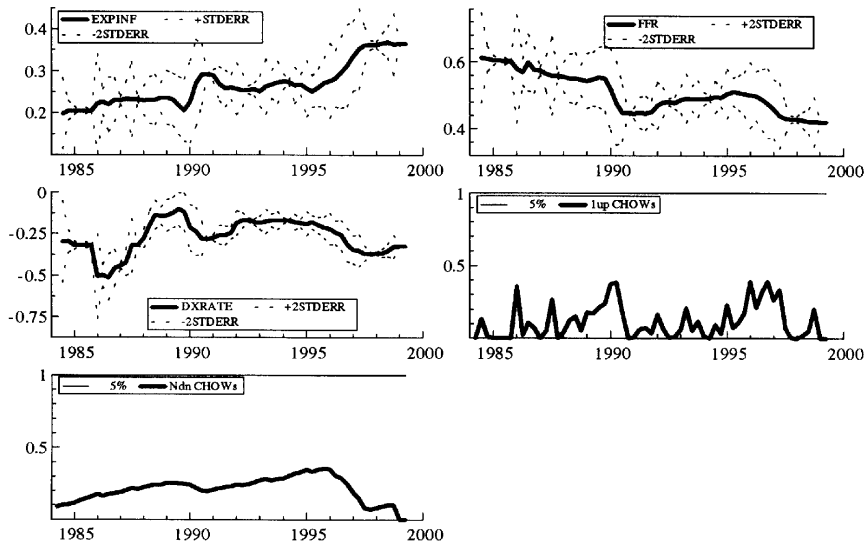 EXPINF +STDERR
-2STDERR
0.4
0.3
0.2
1985 1990 1995 2000
FFR +2STDERR
-2STDERR
0.6
0.4
1985 1990 1995 2000
0
-0.25
-0.5
-0.75
DXRATE +2STDERR
-2STDERR
1985 1990 1995 2000
1
5% 1up CHOWs
0.5
0
1985 1990 1995 2000
1
5% Ndn CHOWs
0.5
1985 1990 1995 2000